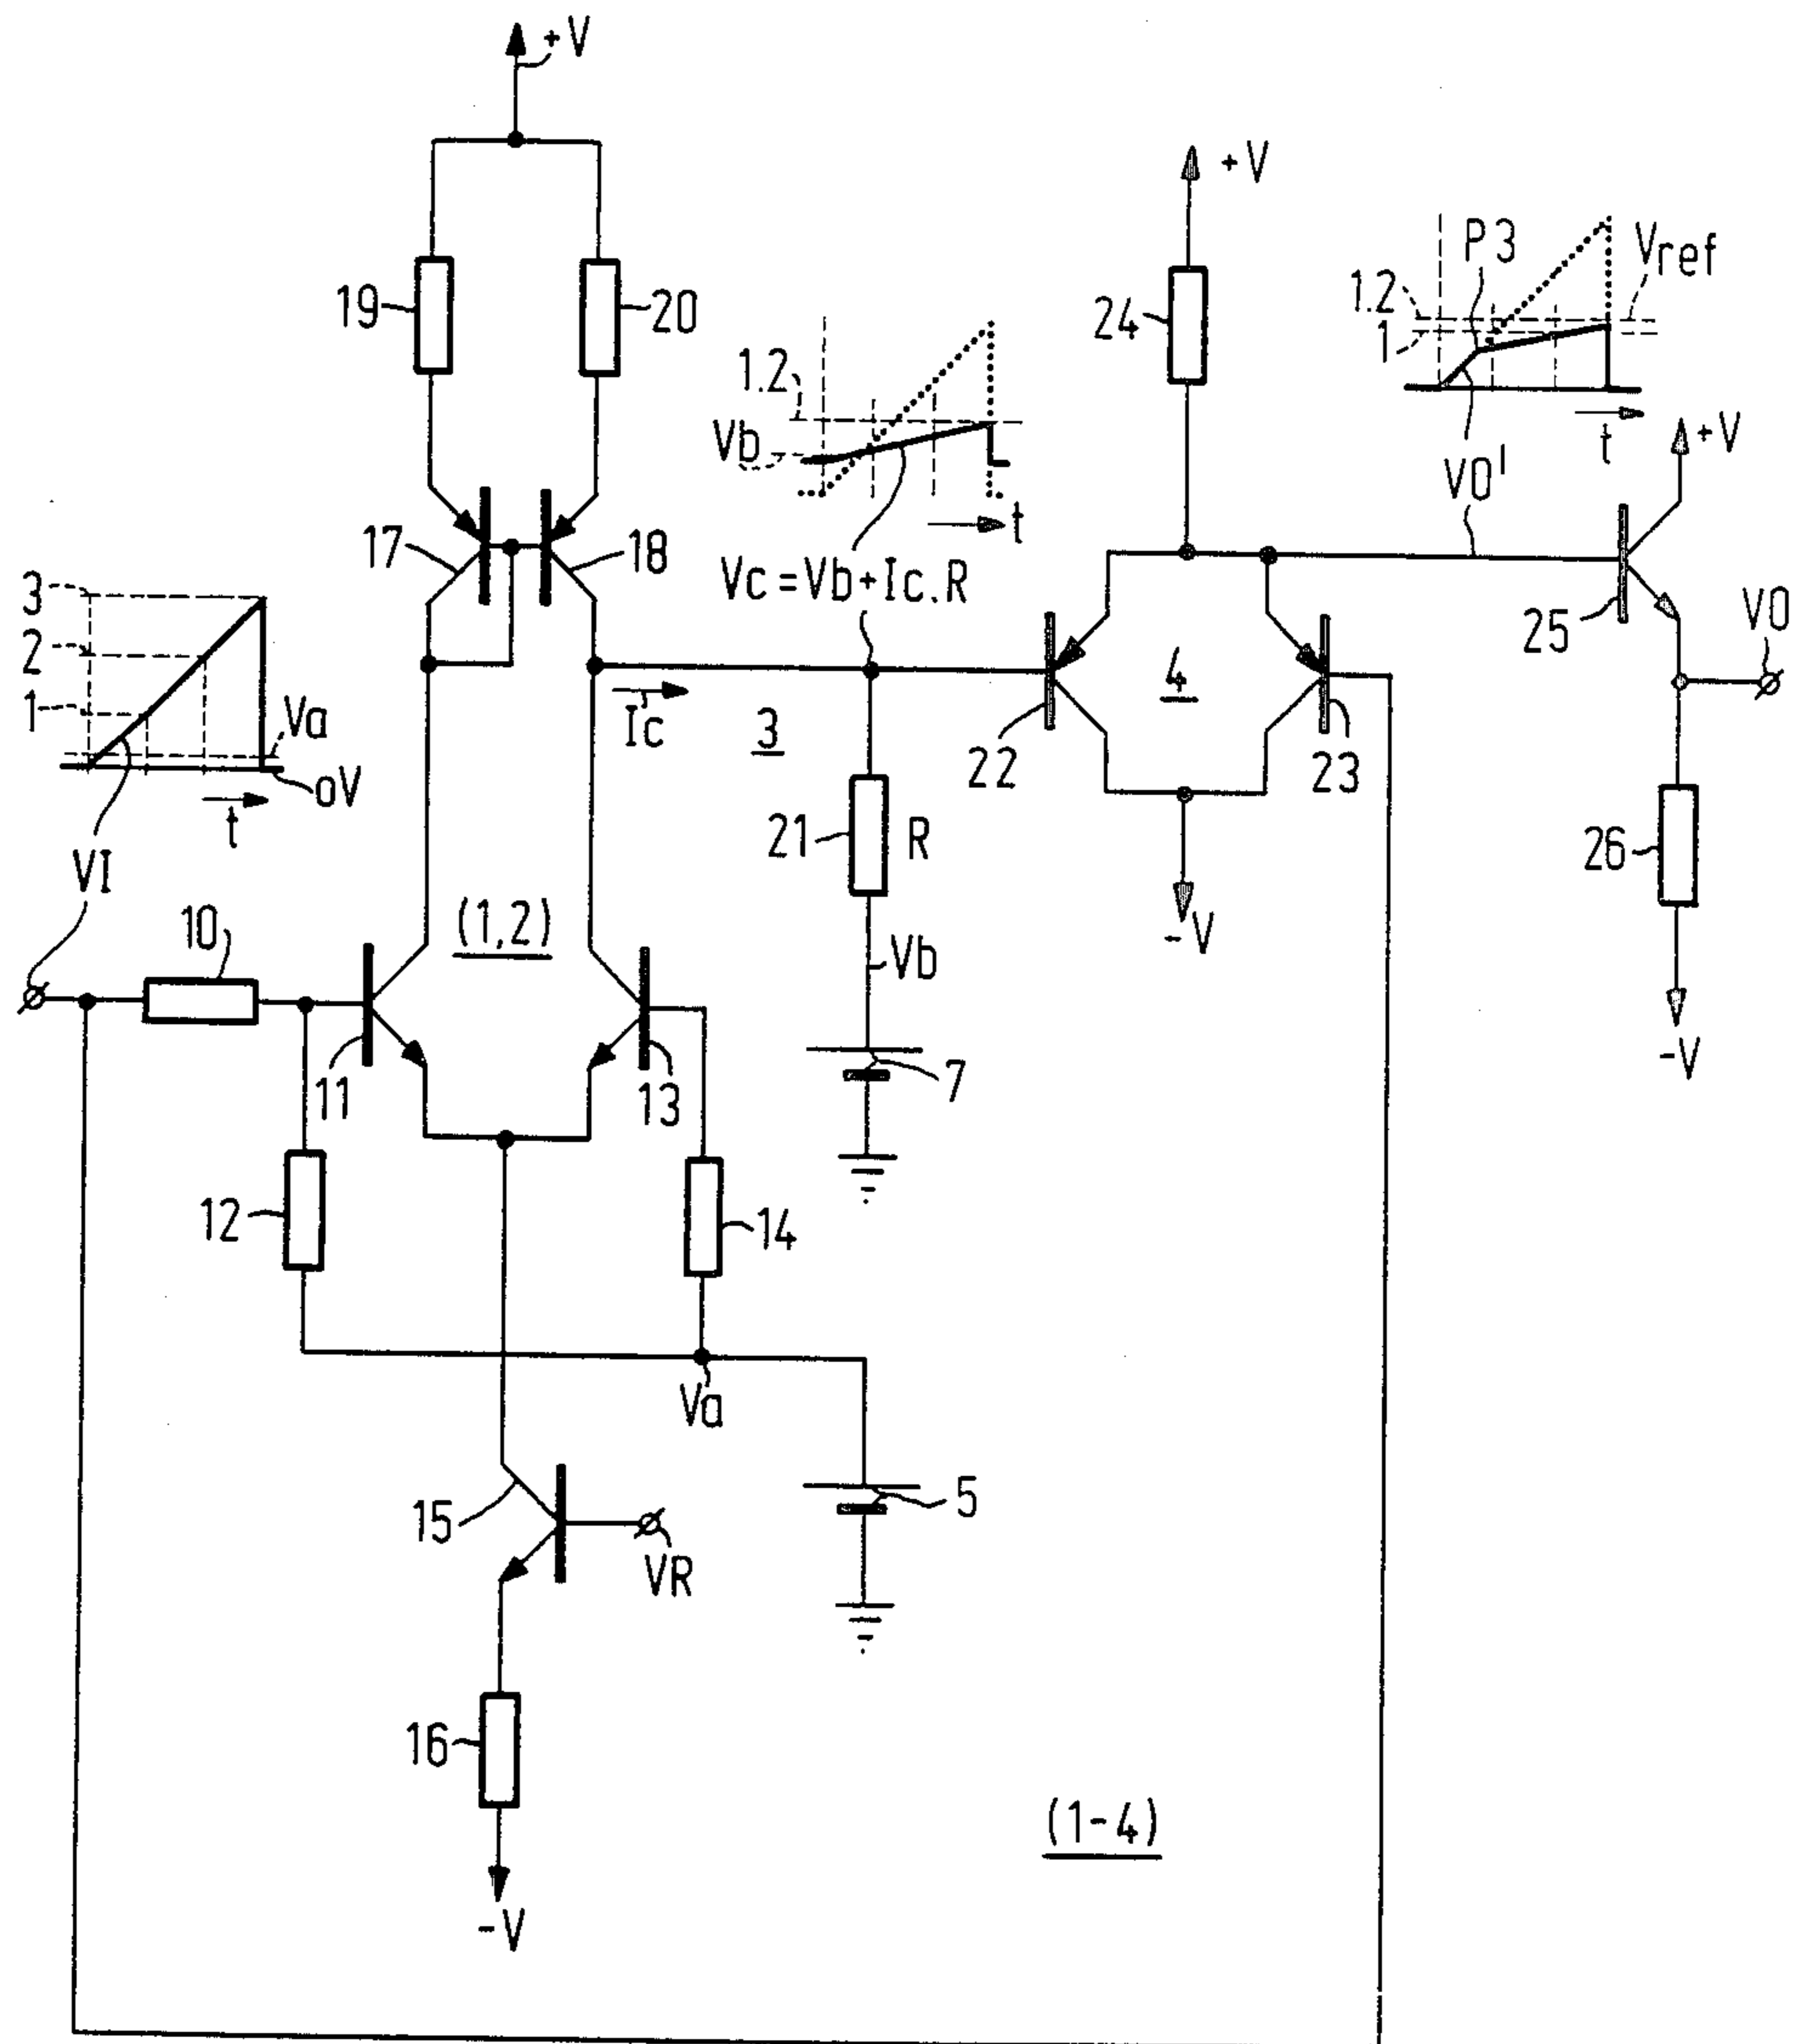 +V
+V
19
20
24
P3
Vref
1.2
1
t
1.2
Vb
t
VO'
+V
17
18
Vc = Vb + Ic.R
25
VO
3
2
1
Va
oV
t
VI
Ic
3
4
22
23
21
R
26
10
(1,2)
-V
Vb
11
13
7
-V
12
14
Va
15
VR
5
16
(1-4)
-V